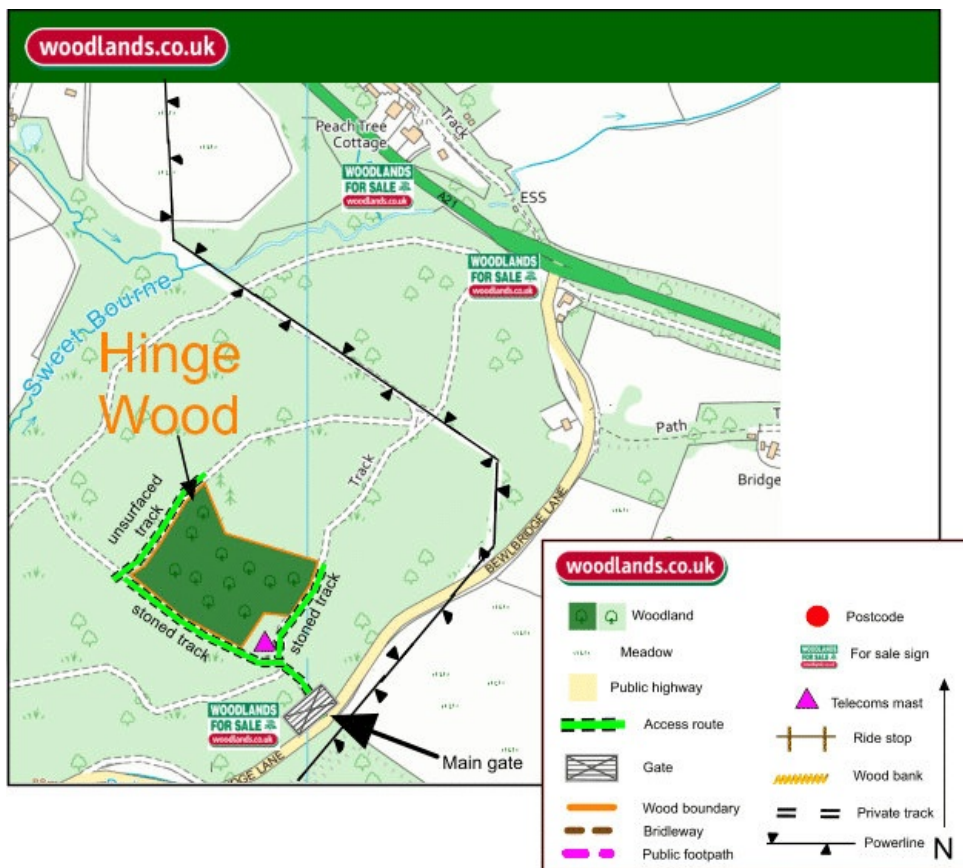 woodlands.co.uk
Peach Tree
Cottage
Track
WOODLANDS
FOR SALE
woodlands.co.uk
A21
ESS
WOODLANDS
FOR SALE
woodlands.co.uk
Sweet Bourne
Hinge
Wood
Track
Path
T
Bridge
unsurfaced
track
BEWLBRIDGE LANE
stoned track
stoned track
WOODLANDS
FOR SALE
woodlands.co.uk
Main gate
DGE LANE
woodlands.co.uk
Woodland
Postcode
Meadow
For sale sign
Public highway
Telecoms mast
Access route
Ride stop
Gate
Wood bank
Wood boundary
Private track
Bridleway
Powerline
N
Public footpath